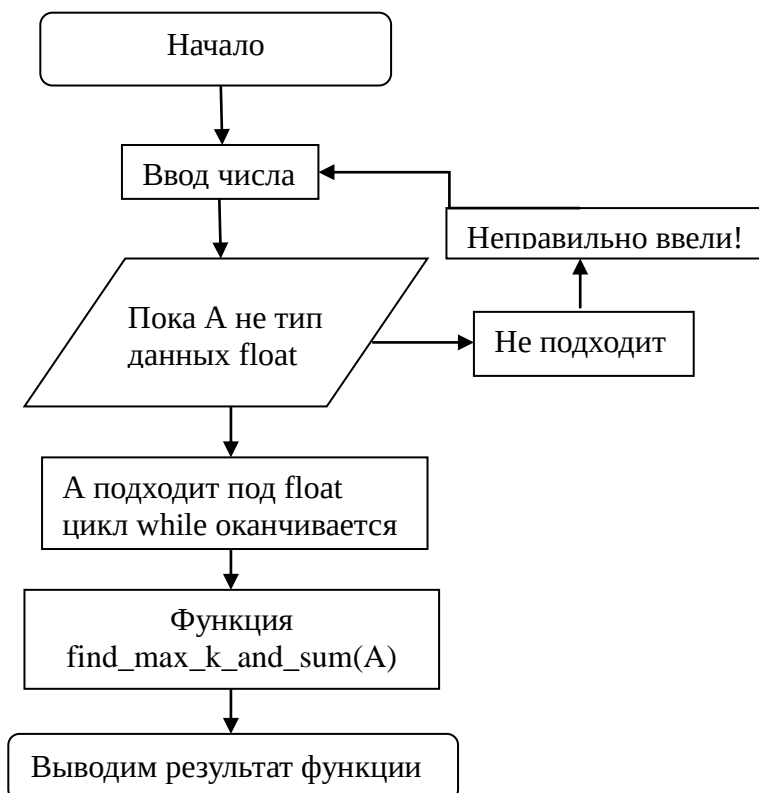 Начало
Ввод числа
Неправильно ввели!
Пока А не тип
данных float
Не подходит
А подходит под float
цикл while оканчивается
Функция
find_max_k_and_sum(A)
Выводим результат функции